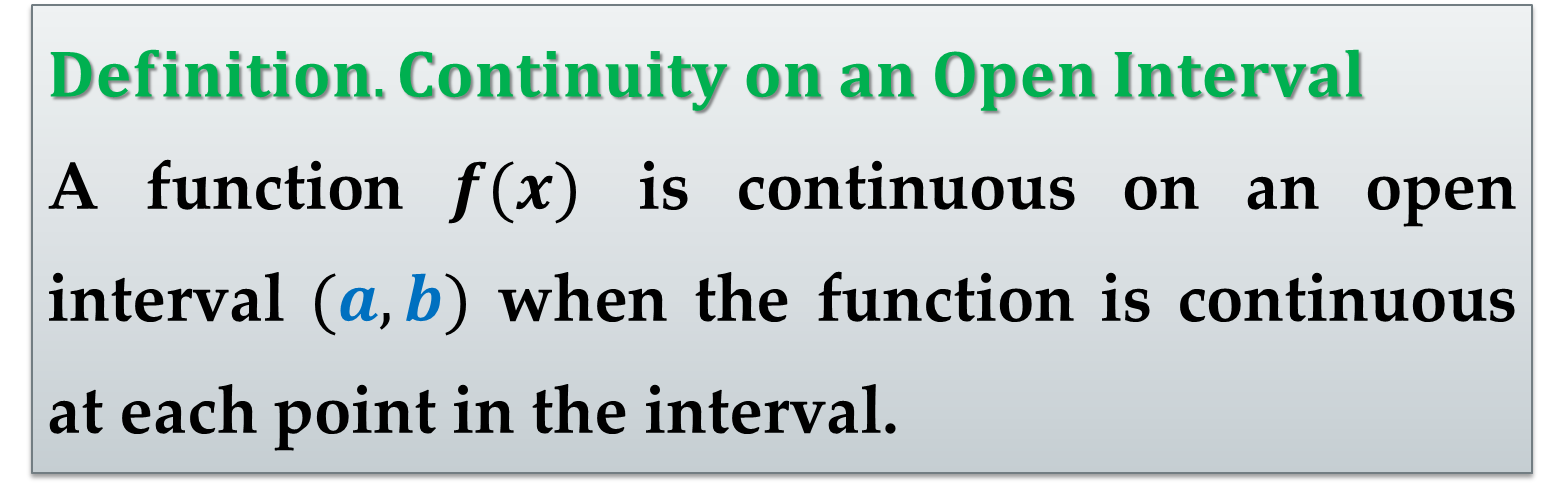 Definition. Continuity on an Open Interval
A function f(x) is continuous on an open
interval (a, b) when the function is continuous
at each point in the interval.